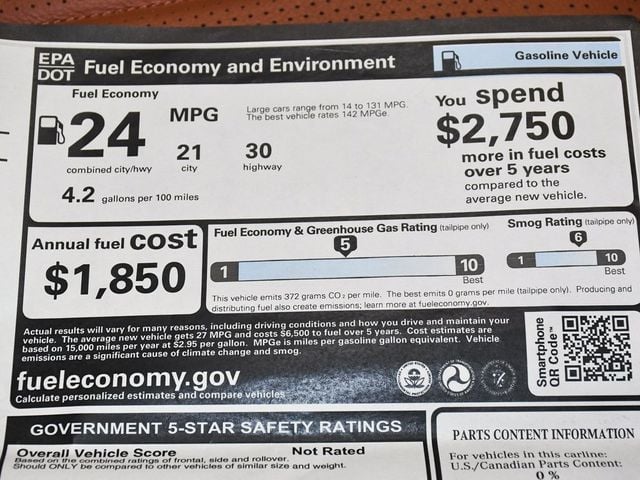 EPA
DOT
Fuel Economy and Environment
Gasoline Vehicle
Fuel Economy
24
MPG
combined city/hwy
21
city
30
highway
4.2 gallons per 100 miles
Large cars range from 14 to 131 MPG.
The best vehicle rates 142 MPGe.
You spend
$2,750
more in fuel costs
over 5 years
compared to the
average new vehicle.
Annual fuel cost
$1,850
Fuel Economy & Greenhouse Gas Rating (tailpipe only)
5
1
10
Best
Smog Rating (tailpipe only)
6
1
10
Best
This vehicle emits 372 grams CO2 per mile. The best emits 0 grams per mile (tailpipe only). Producing and
distributing fuel also create emissions; learn more at fueleconomy.gov.
Actual results will vary for many reasons, including driving conditions and how you drive and maintain your
vehicle. The average new vehicle gets 27 MPG and costs $6,500 to fuel over 5 years. Cost estimates are
based on 15,000 miles per year at $2.95 per gallon. MPGe is miles per gasoline gallon equivalent. Vehicle
emissions are a significant cause of climate change and smog.
fueleconomy.gov
Calculate personalized estimates and compare vehicles
Smartphone
QR Code™
GOVERNMENT 5-STAR SAFETY RATINGS
Overall Vehicle Score Not Rated
Based on the combined ratings of frontal, side and rollover.
Should ONLY be compared to other vehicles of similar size and weight.
PARTS CONTENT INFORMATION
For vehicles in this carline:
U.S./Canadian Parts Content:
0 %